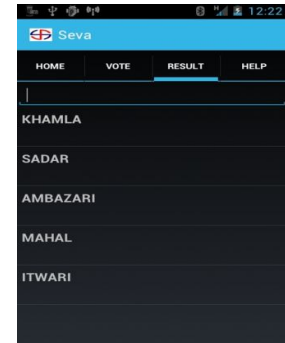 12:22
Seva
HOME VOTE RESULT HELP
KHAMLA
SADAR
AMBAZARI
MAHAL
ITWARI